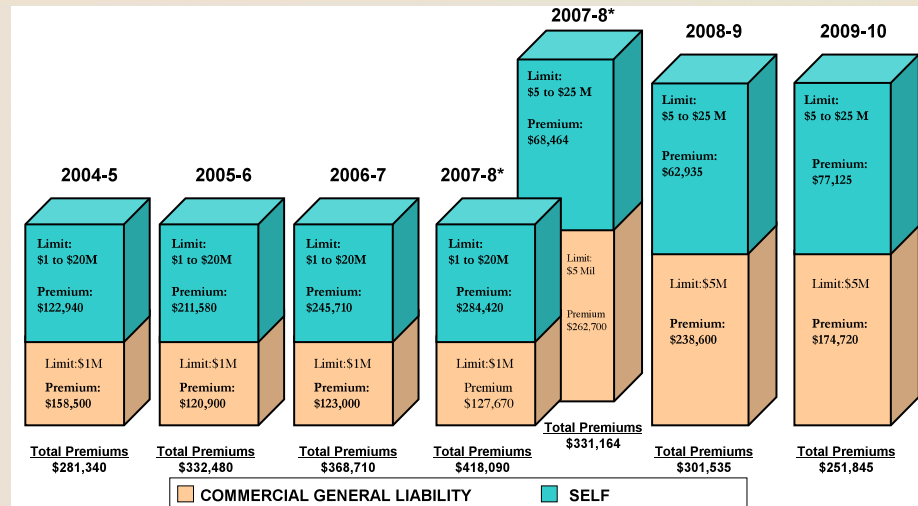 2004-5
Limit:
$1 to $20M
Premium:
$122,940
Limit:$1M
Premium:
$158,500
Total Premiums
$281,340
2005-6
Limit:
$1 to $20M
Premium:
$211,580
Limit:$1M
Premium:
$120,900
Total Premiums
$332,480
2006-7
Limit:
$1 to $20M
Premium:
$245,710
Limit:$1M
Premium:
$123,000
Total Premiums
$368,710
2007-8*
Limit:
$1 to $20M
Premium:
$284,420
Limit:$1M
Premium
$127,670
Total Premiums
$418,090
2007-8*
Limit:
$5 to $25 M
Premium:
$68,464
Limit:
$5 Mil
Premium
$262,700
Total Premiums
$331,164
2008-9
Limit:
$5 to $25 M
Premium:
$62,935
Limit:$5M
Premium:
$238,600
Total Premiums
$301,535
2009-10
Limit:
$5 to $25 M
Premium:
$77,125
Limit:$5M
Premium:
$174,720
Total Premiums
$251,845
COMMERCIAL GENERAL LIABILITY
SELF